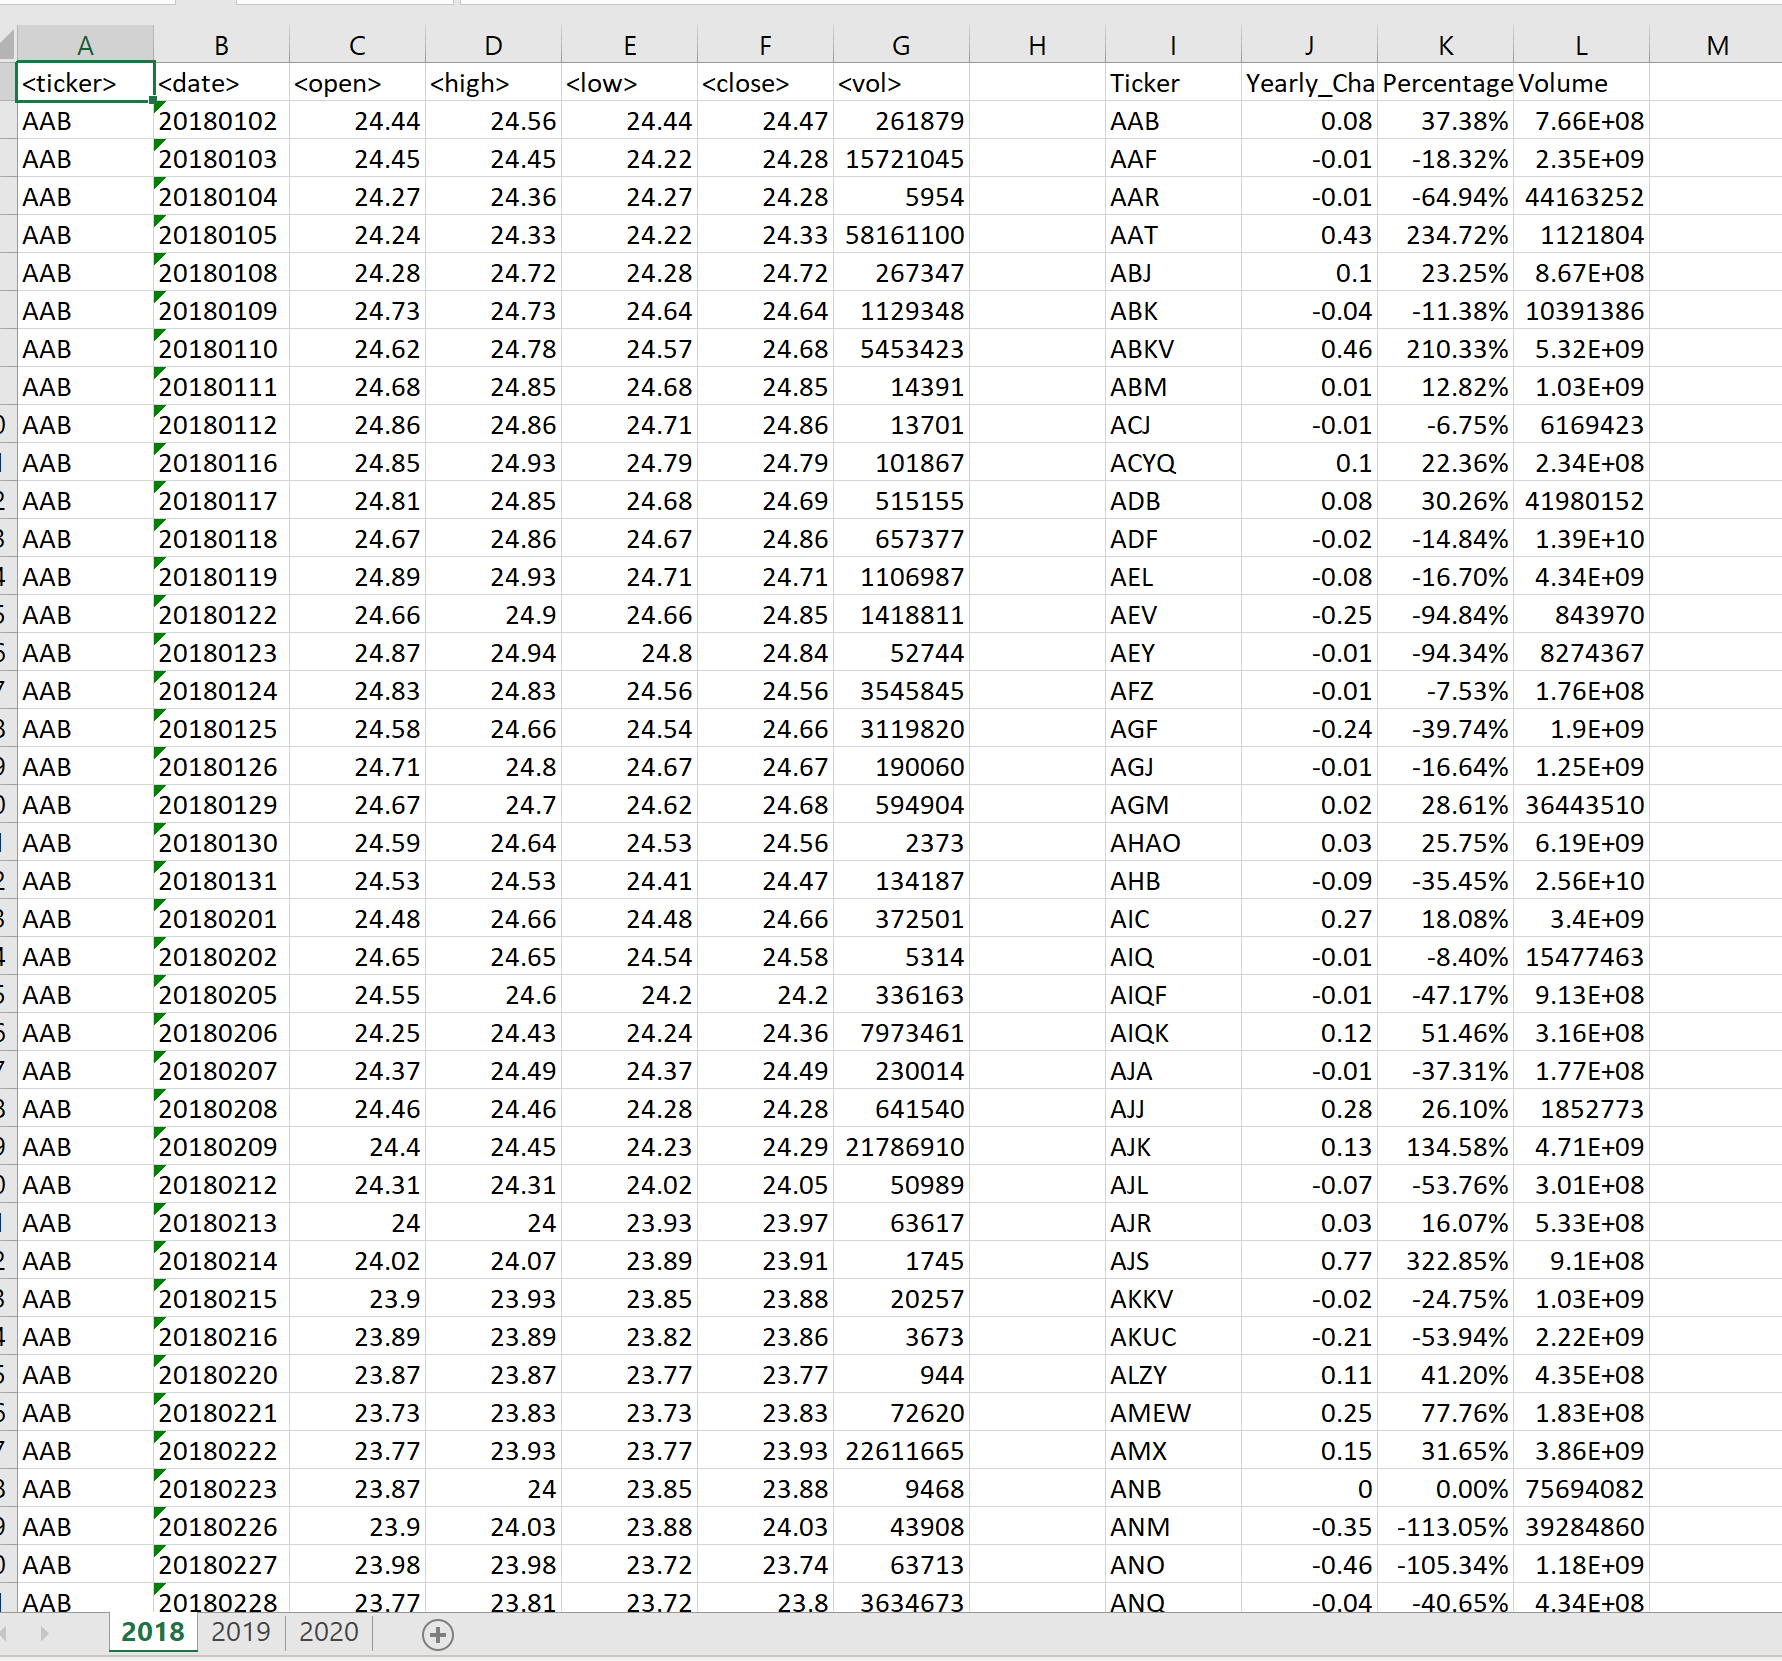 A B C D E F G H I J K L M
<ticker> <date> <open> <high> <low> <close> <vol> Ticker Yearly_Cha Percentage Volume
AAB 20180102 24.44 24.56 24.44 24.47 261879 AAB 0.08 37.38% 7.66E+08
AAB 20180103 24.45 24.45 24.22 24.28 15721045 AAF -0.01 -18.32% 2.35E+09
AAB 20180104 24.27 24.36 24.27 24.28 5954 AAR -0.01 -64.94% 44163252
AAB 20180105 24.24 24.33 24.22 24.33 58161100 AAT 0.43 234.72% 1121804
AAB 20180108 24.28 24.72 24.28 24.72 267347 ABJ 0.1 23.25% 8.67E+08
AAB 20180109 24.73 24.73 24.64 24.64 1129348 ABK -0.04 -11.38% 10391386
AAB 20180110 24.62 24.78 24.57 24.68 5453423 ABKV 0.46 210.33% 5.32E+09
AAB 20180111 24.68 24.85 24.68 24.85 14391 ABM 0.01 12.82% 1.03E+09
AAB 20180112 24.86 24.86 24.71 24.86 13701 ACJ -0.01 -6.75% 6169423
AAB 20180116 24.85 24.93 24.79 24.79 101867 ACYQ 0.1 22.36% 2.34E+08
AAB 20180117 24.81 24.85 24.68 24.69 515155 ADB 0.08 30.26% 41980152
AAB 20180118 24.67 24.86 24.67 24.86 657377 ADF -0.02 -14.84% 1.39E+10
AAB 20180119 24.89 24.93 24.71 24.71 1106987 AEL -0.08 -16.70% 4.34E+09
AAB 20180122 24.66 24.9 24.66 24.85 1418811 AEV -0.25 -94.84% 843970
AAB 20180123 24.87 24.94 24.8 24.84 52744 AEY -0.01 -94.34% 8274367
AAB 20180124 24.83 24.83 24.56 24.56 3545845 AFZ -0.01 -7.53% 1.76E+08
AAB 20180125 24.58 24.66 24.54 24.66 3119820 AGF -0.24 -39.74% 1.9E+09
AAB 20180126 24.71 24.8 24.67 24.67 190060 AGJ -0.01 -16.64% 1.25E+09
AAB 20180129 24.67 24.7 24.62 24.68 594904 AGM 0.02 28.61% 36443510
AAB 20180130 24.59 24.64 24.53 24.56 2373 AHAO 0.03 25.75% 6.19E+09
AAB 20180131 24.53 24.53 24.41 24.47 134187 AHB -0.09 -35.45% 2.56E+10
AAB 20180201 24.48 24.66 24.48 24.66 372501 AIC 0.27 18.08% 3.4E+09
AAB 20180202 24.65 24.65 24.54 24.58 5314 AIQ -0.01 -8.40% 15477463
AAB 20180205 24.55 24.6 24.2 24.2 336163 AIQF -0.01 -47.17% 9.13E+08
AAB 20180206 24.25 24.43 24.24 24.36 7973461 AIQK 0.12 51.46% 3.16E+08
AAB 20180207 24.37 24.49 24.37 24.49 230014 AJA -0.01 -37.31% 1.77E+08
AAB 20180208 24.46 24.46 24.28 24.28 641540 AJJ 0.28 26.10% 1852773
AAB 20180209 24.4 24.45 24.23 24.29 21786910 AJK 0.13 134.58% 4.71E+09
AAB 20180212 24.31 24.31 24.02 24.05 50989 AJL -0.07 -53.76% 3.01E+08
AAB 20180213 24 24 23.93 23.97 63617 AJR 0.03 16.07% 5.33E+08
AAB 20180214 24.02 24.07 23.89 23.91 1745 AJS 0.77 322.85% 9.1E+08
AAB 20180215 23.9 23.93 23.85 23.88 20257 AKKV -0.02 -24.75% 1.03E+09
AAB 20180216 23.89 23.89 23.82 23.86 3673 AKUC -0.21 -53.94% 2.22E+09
AAB 20180220 23.87 23.87 23.77 23.77 944 ALZY 0.11 41.20% 4.35E+08
AAB 20180221 23.73 23.83 23.73 23.83 72620 AMEW 0.25 77.76% 1.83E+08
AAB 20180222 23.77 23.93 23.77 23.93 22611665 AMX 0.15 31.65% 3.86E+09
AAB 20180223 23.87 24 23.85 23.88 9468 ANB 0 0.00% 75694082
AAB 20180226 23.9 24.03 23.88 24.03 43908 ANM -0.35 -113.05% 39284860
AAB 20180227 23.98 23.98 23.72 23.74 63713 ANO -0.46 -105.34% 1.18E+09
AAB 20180228 23.77 23.81 23.72 23.8 3634673 ANQ -0.04 -40.65% 4.34E+08
2018 2019 2020